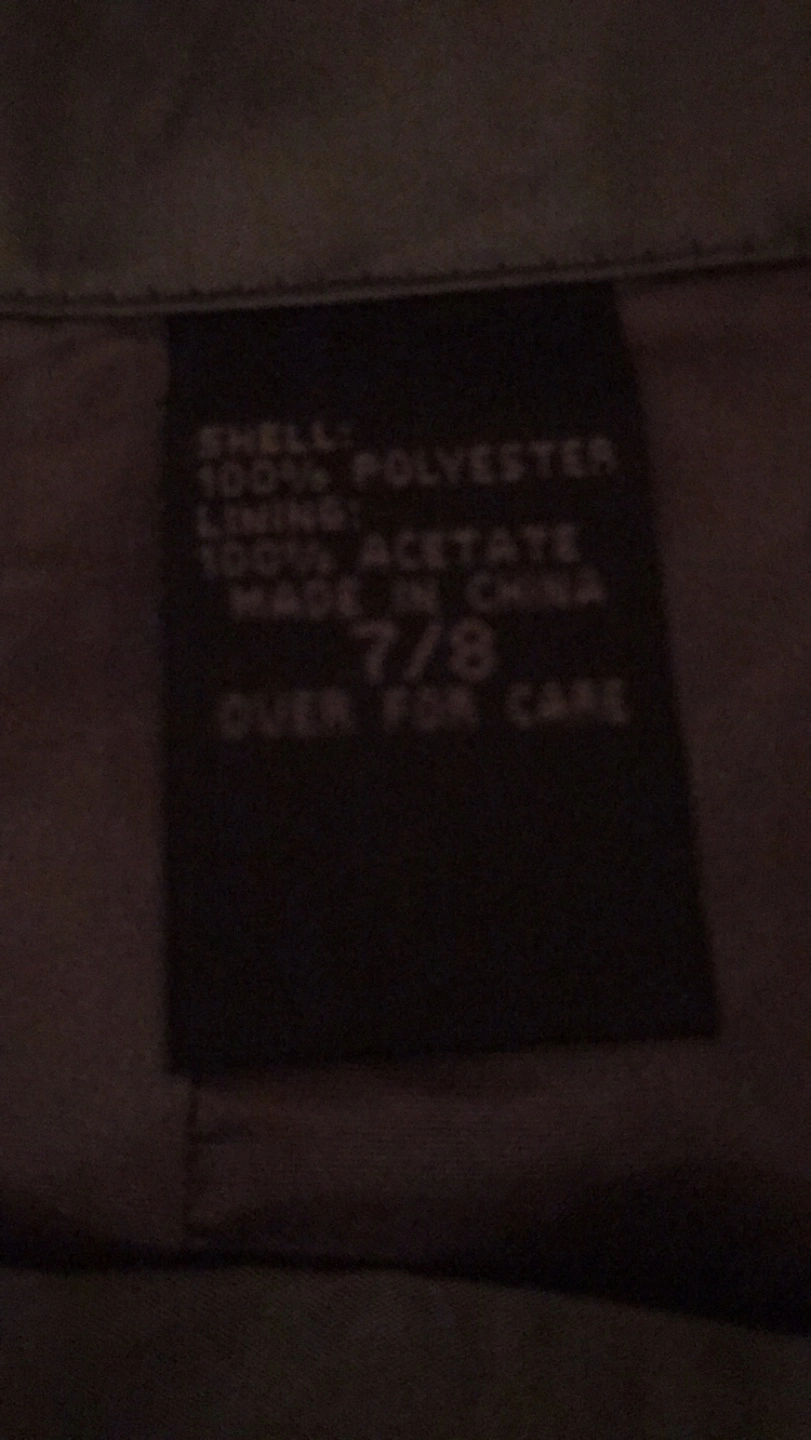 SHELL:
100% POLYESTER
LINING:
100% ACETATE
MADE IN CHINA
7/8
OVER FOR CARE